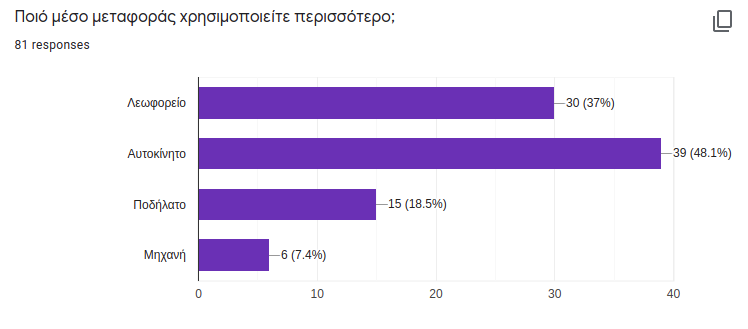 Ποιό μέσο μεταφοράς χρησιμοποιείτε περισσότερο;
81 responses
Λεωφορείο 30 (37%)
Αυτοκίνητο 39 (48.1%)
Ποδήλατο 15 (18.5%)
Μηχανή 6 (7.4%)
0 10 20 30 40